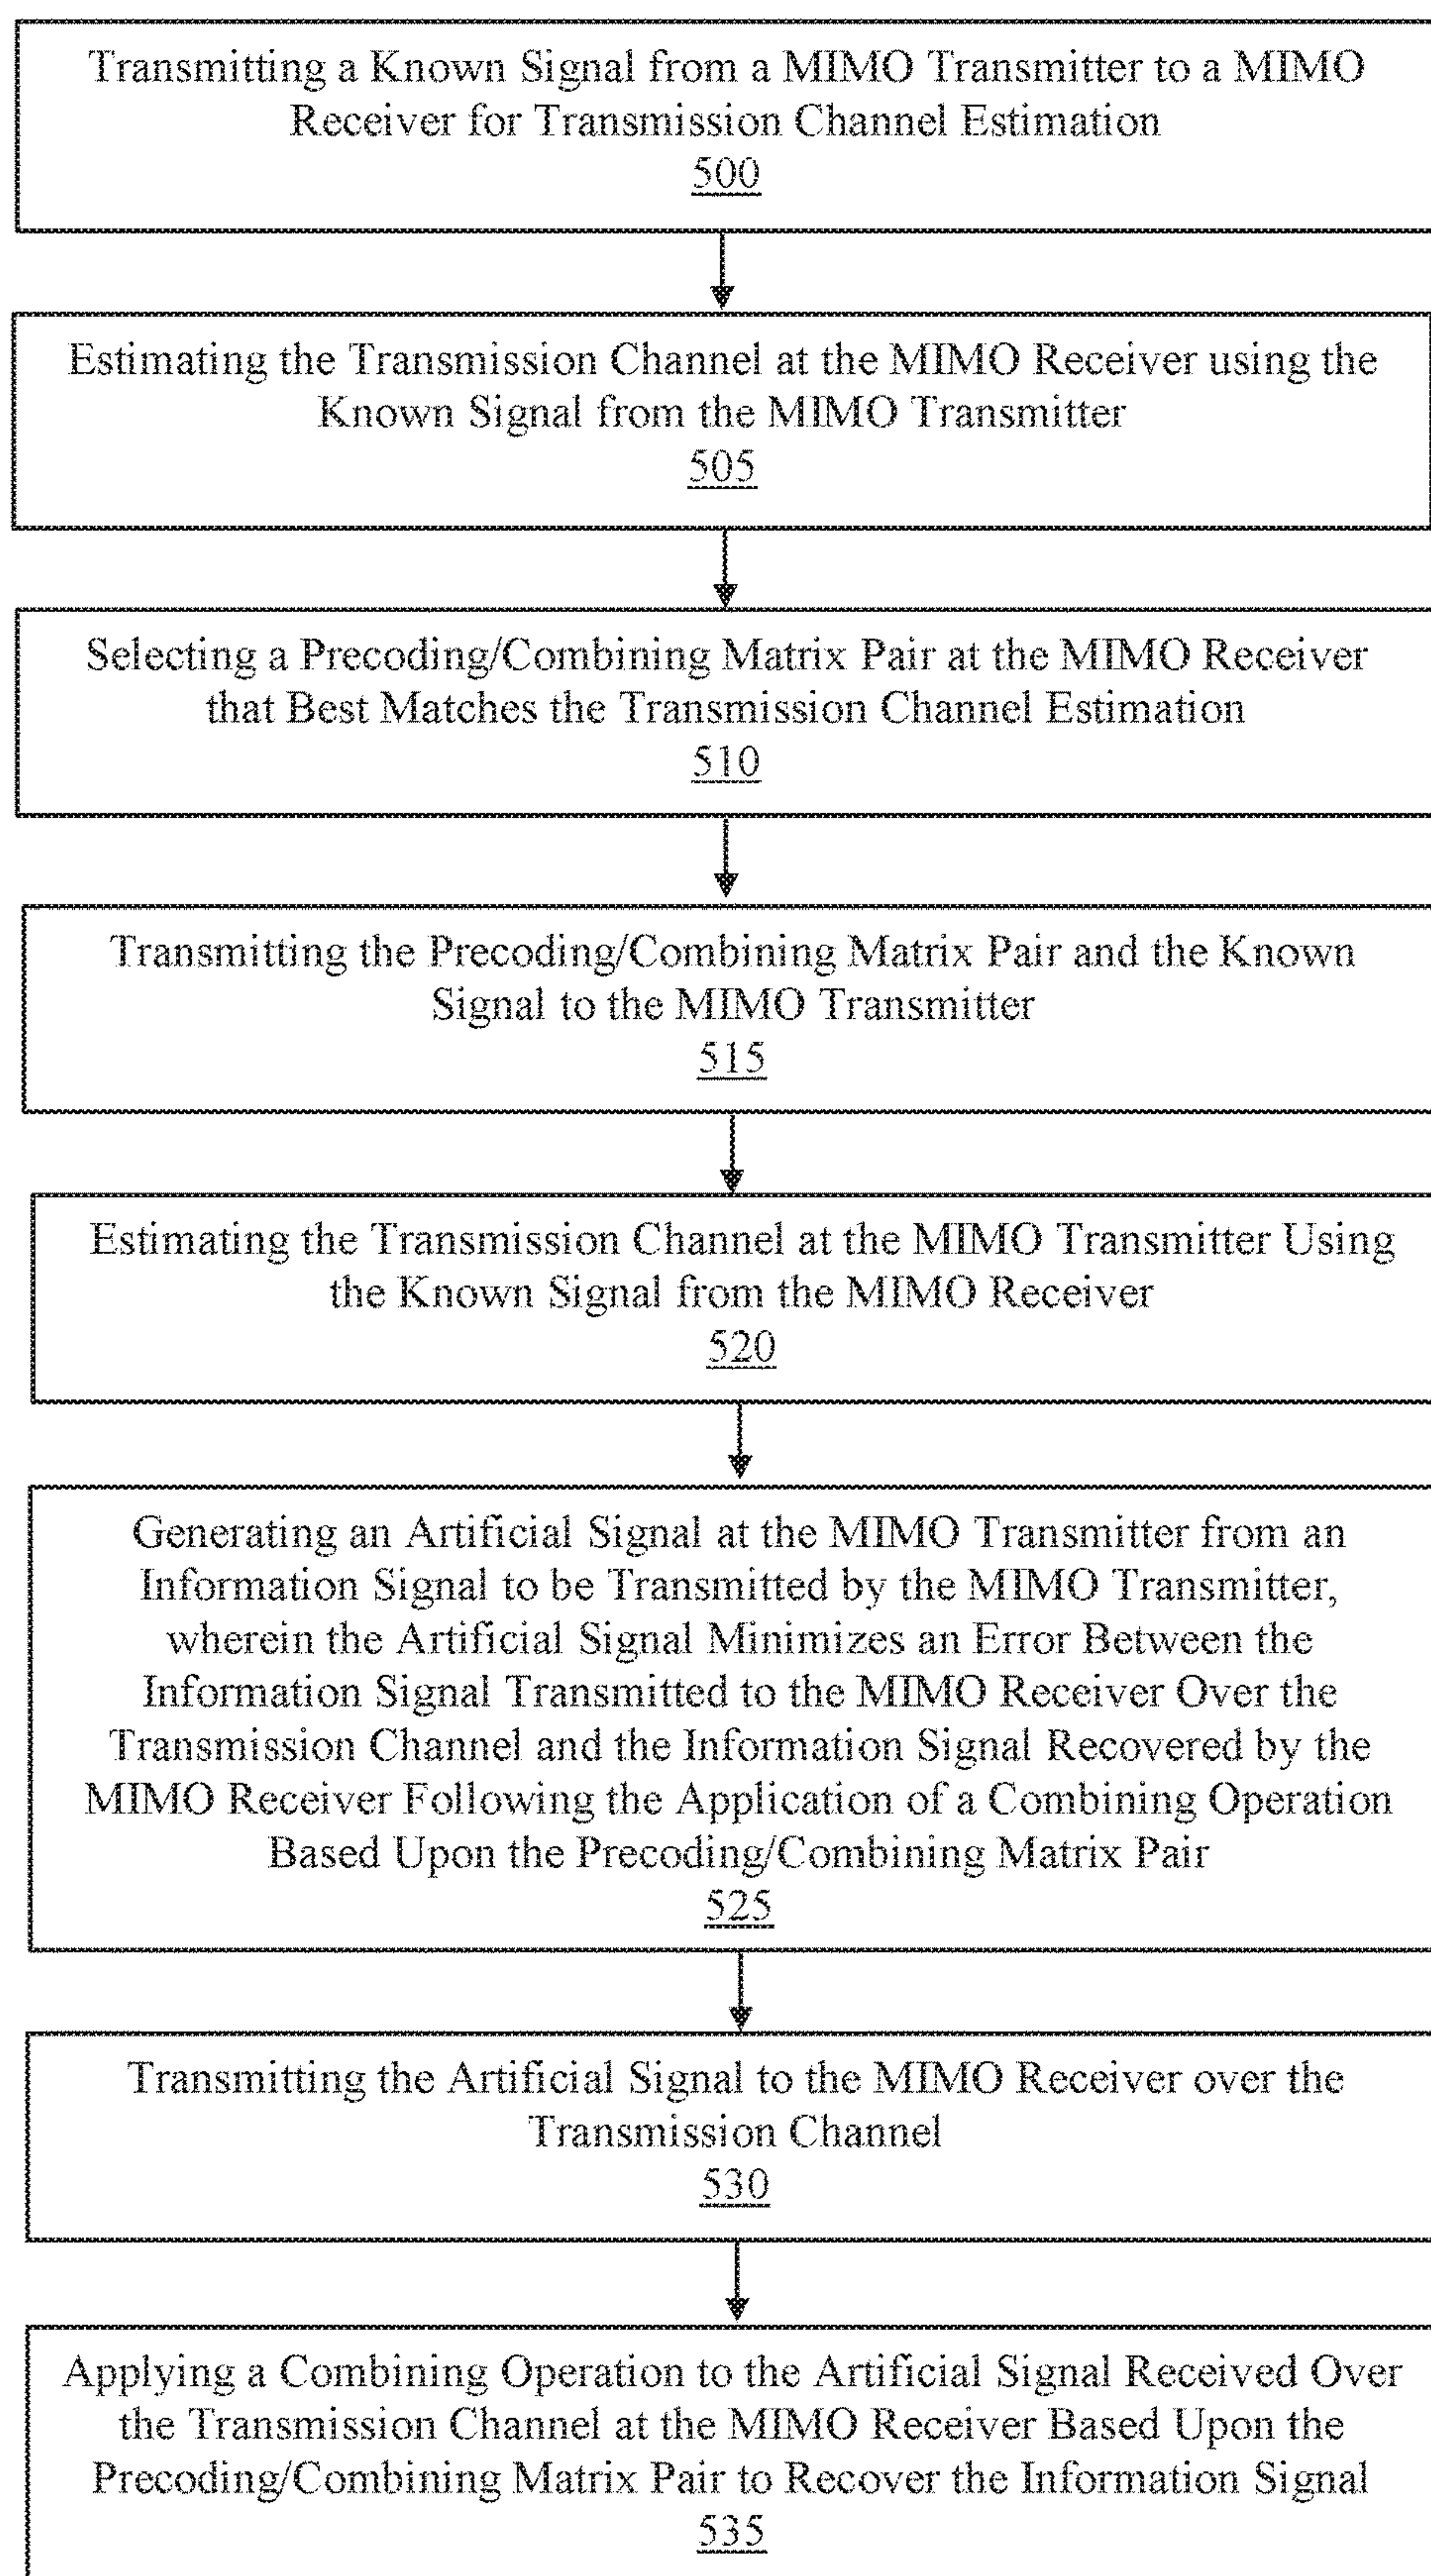 Transmitting a Known Signal from a MIMO Transmitter to a MIMO
Receiver for Transmission Channel Estimation
500
Estimating the Transmission Channel at the MIMO Receiver using the
Known Signal from the MIMO Transmitter
505
Selecting a Precoding/Combining Matrix Pair at the MIMO Receiver
that Best Matches the Transmission Channel Estimation
510
Transmitting the Precoding/Combining Matrix Pair and the Known
Signal to the MIMO Transmitter
515
Estimating the Transmission Channel at the MIMO Transmitter Using
the Known Signal from the MIMO Receiver
520
Generating an Artificial Signal at the MIMO Transmitter from an
Information Signal to be Transmitted by the MIMO Transmitter,
wherein the Artificial Signal Minimizes an Error Between the
Information Signal Transmitted to the MIMO Receiver Over the
Transmission Channel and the Information Signal Recovered by the
MIMO Receiver Following the Application of a Combining Operation
Based Upon the Precoding/Combining Matrix Pair
525
Transmitting the Artificial Signal to the MIMO Receiver over the
Transmission Channel
530
Applying a Combining Operation to the Artificial Signal Received Over
the Transmission Channel at the MIMO Receiver Based Upon the
Precoding/Combining Matrix Pair to Recover the Information Signal
535